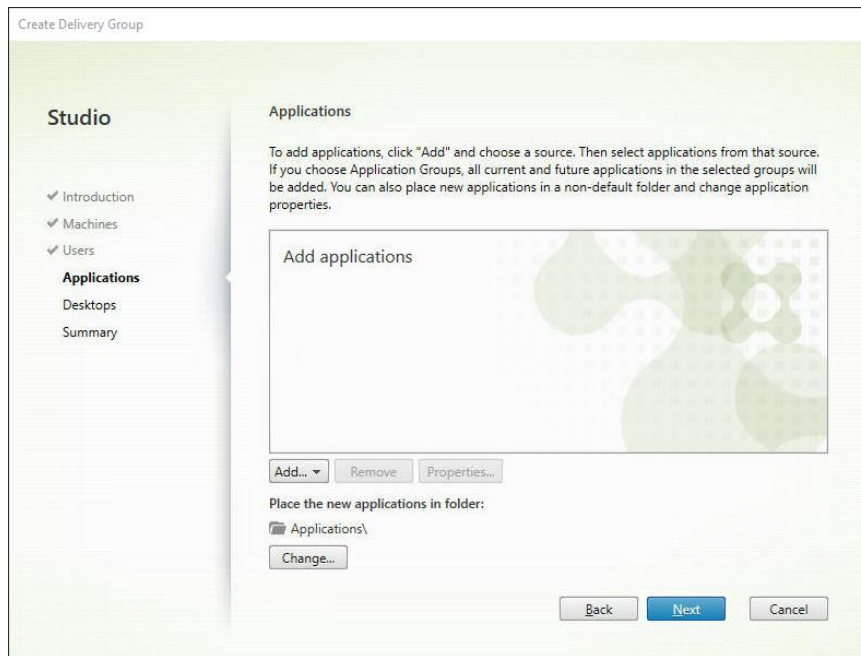 Create Delivery Group
Studio
Introduction
Machines
Users
Applications
Desktops
Summary
Applications
To add applications, click "Add" and choose a source. Then select applications from that source.
If you choose Application Groups, all current and future applications in the selected groups will
be added. You can also place new applications in a non-default folder and change application
properties.
Add applications
Add...
Remove
Properties...
Place the new applications in folder:
Applications\
Change...
Back
Next
Cancel